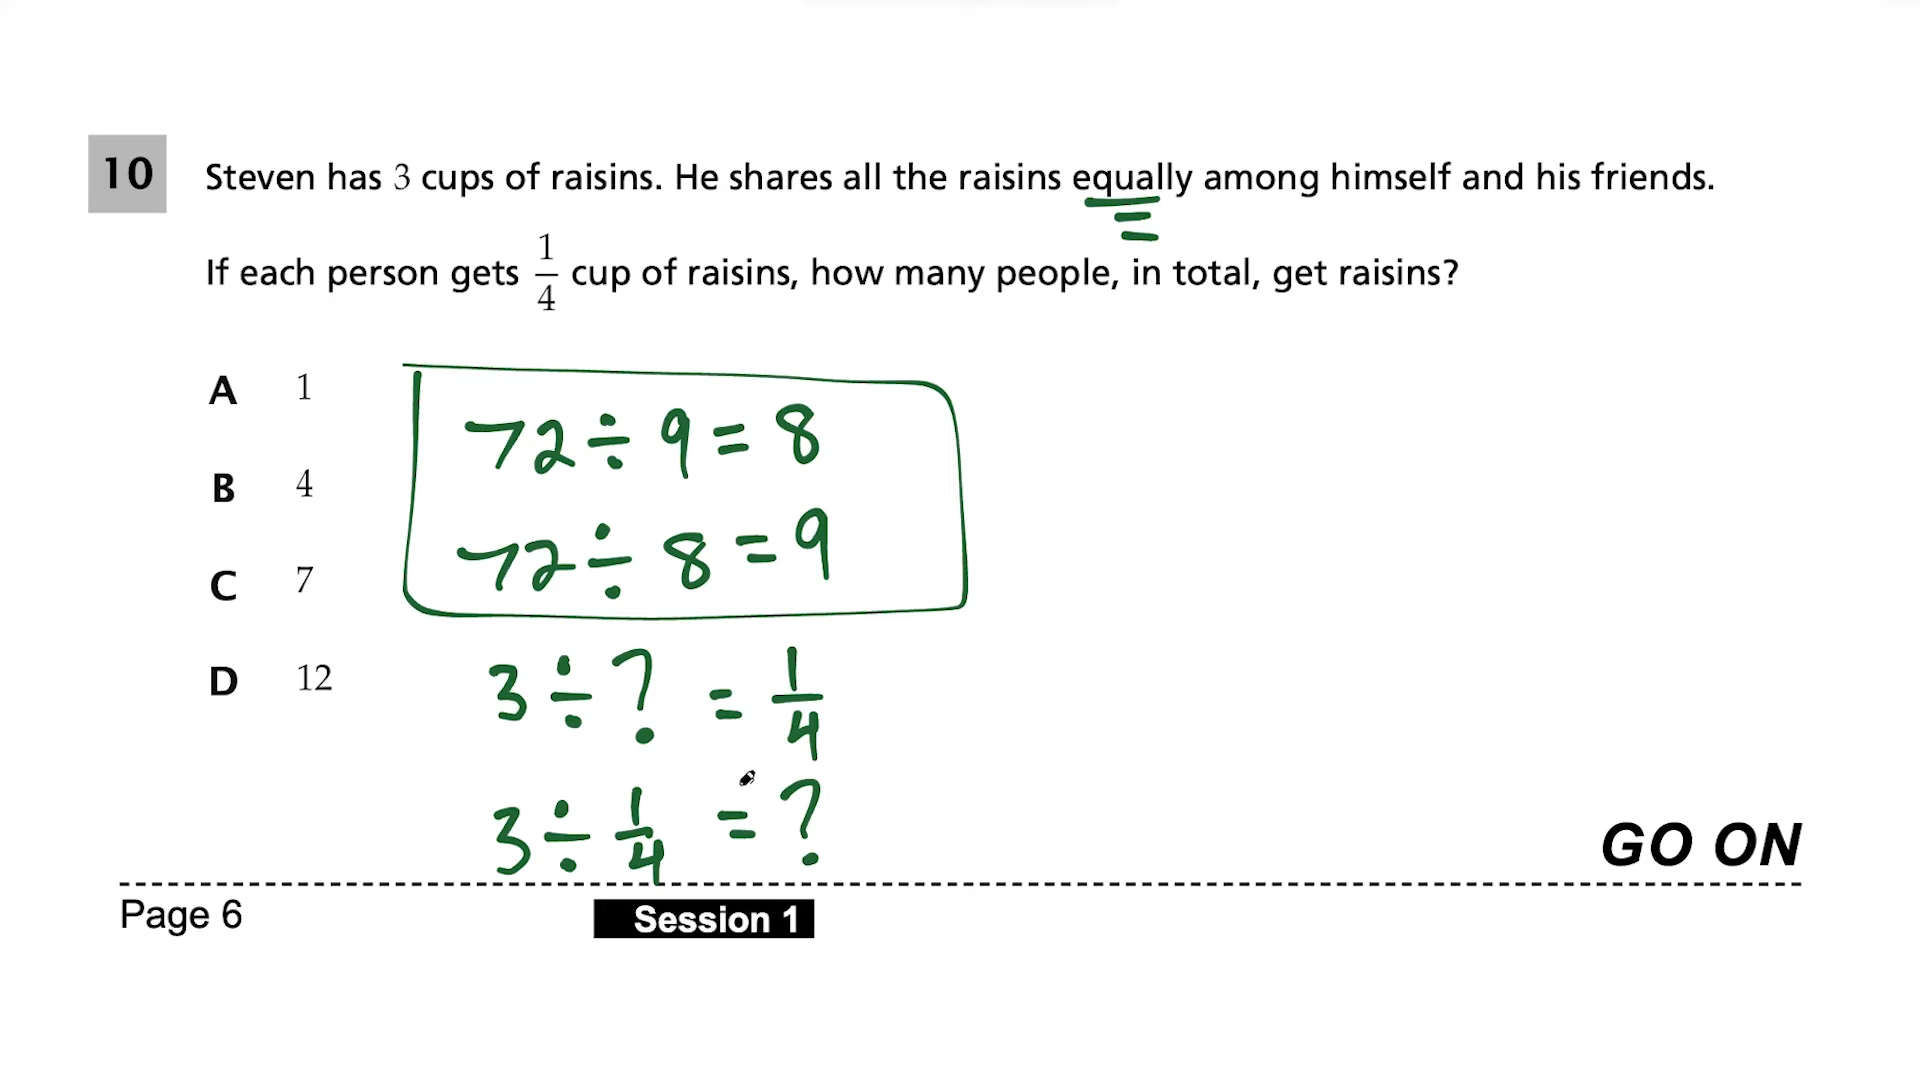 10 Steven has 3 cups of raisins. He shares all the raisins equally among himself and his friends.
If each person gets 1/4 cup of raisins, how many people, in total, get raisins?
A 1
72 ÷ 9 = 8
B 4
72 ÷ 8 = 9
C 7
D 12
3 ÷ ? = 1/4
3 ÷ 1/4 = ?
GO ON
Page 6
Session 1